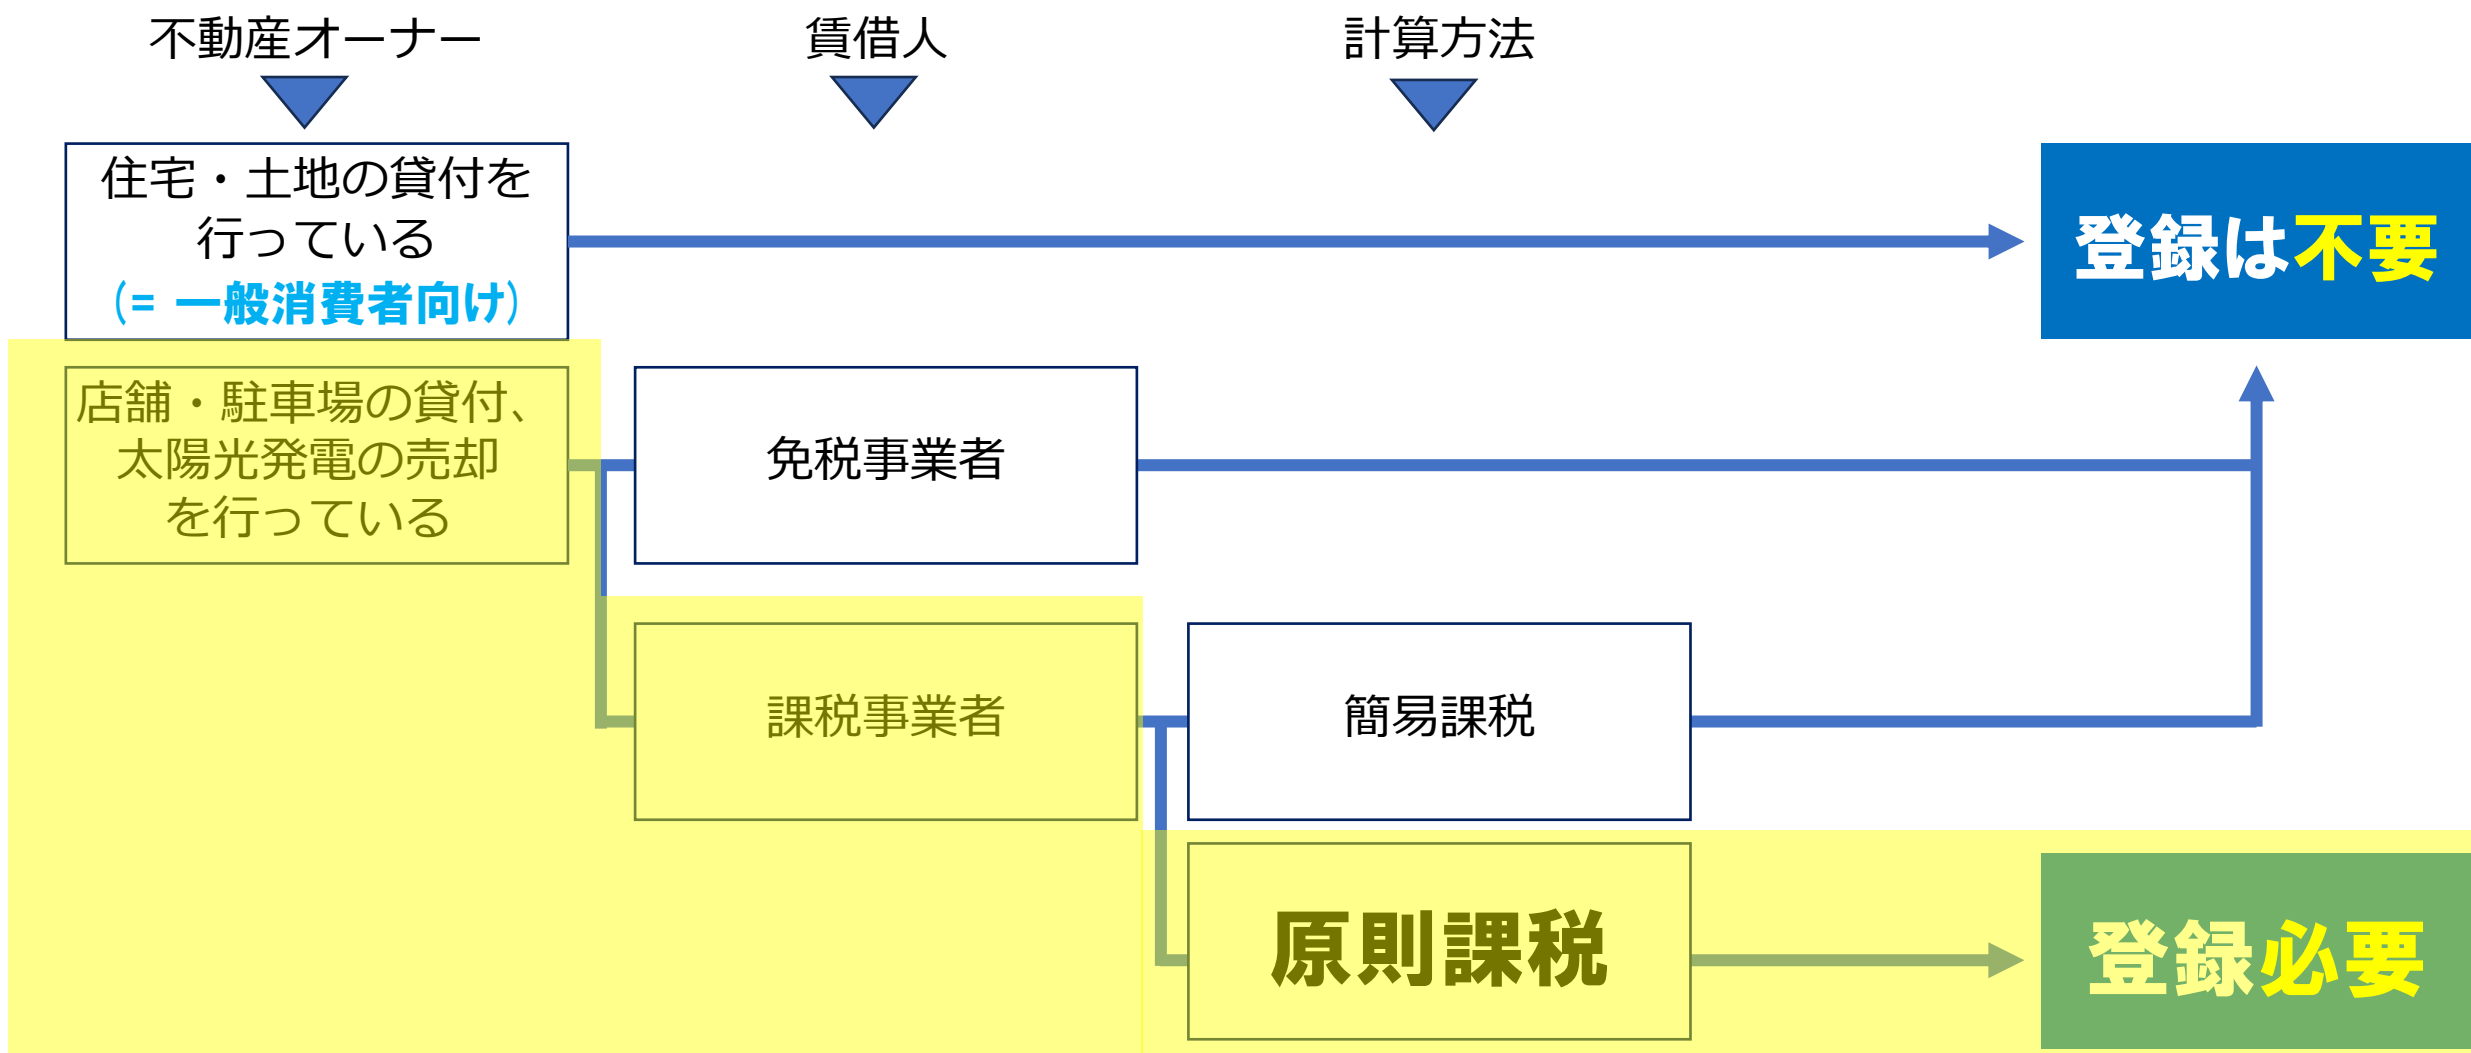 不動産オーナー
賃借人
計算方法
住宅・土地の貸付を
行っている
(= 一般消費者向け)
登録は不要
店舗・駐車場の貸付、
太陽光発電の売却
を行っている
免税事業者
課税事業者
簡易課税
原則課税
登録必要